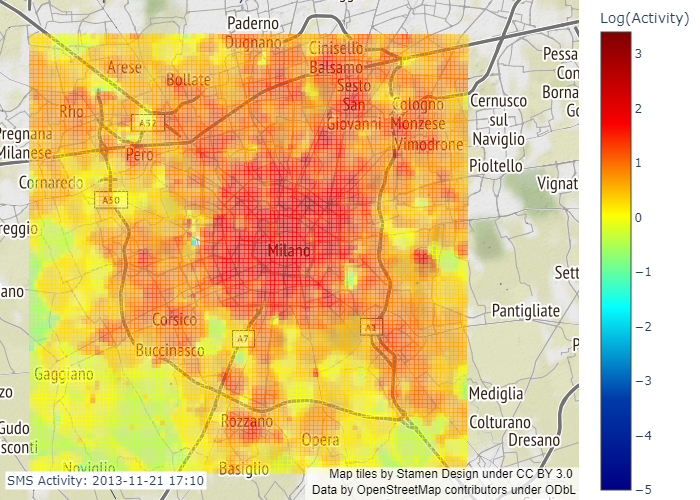 Paderno
Dugnano
Cinisello
Balsamo
Arese
Bollate
Sesto
San
Giovanni
Cologno
Monzese
Rho
A52
Pero
Vimodrone
Pregnana
Milanese
Cornaredo
A50
Cernusco
sul
Naviglio
Pioltello
Pessa
Con
Borna
Go
Vignat
reggio
Milano
Sett
ano
Pantigliate
Corsico
A7
A1
Buccinasco
P
Gaggiano
zo
Mediglia
Rozzano
Colturano
Gudo
sconti
Opera
Dresano
Noviglio
Basiglio
SMS Activity: 2013-11-21 17:10
Map tiles by Stamen Design under CC BY 3.0
Data by OpenStreetMap contributors under ODbL
Log(Activity)
3
2
1
0
−1
−2
−3
−4
−5